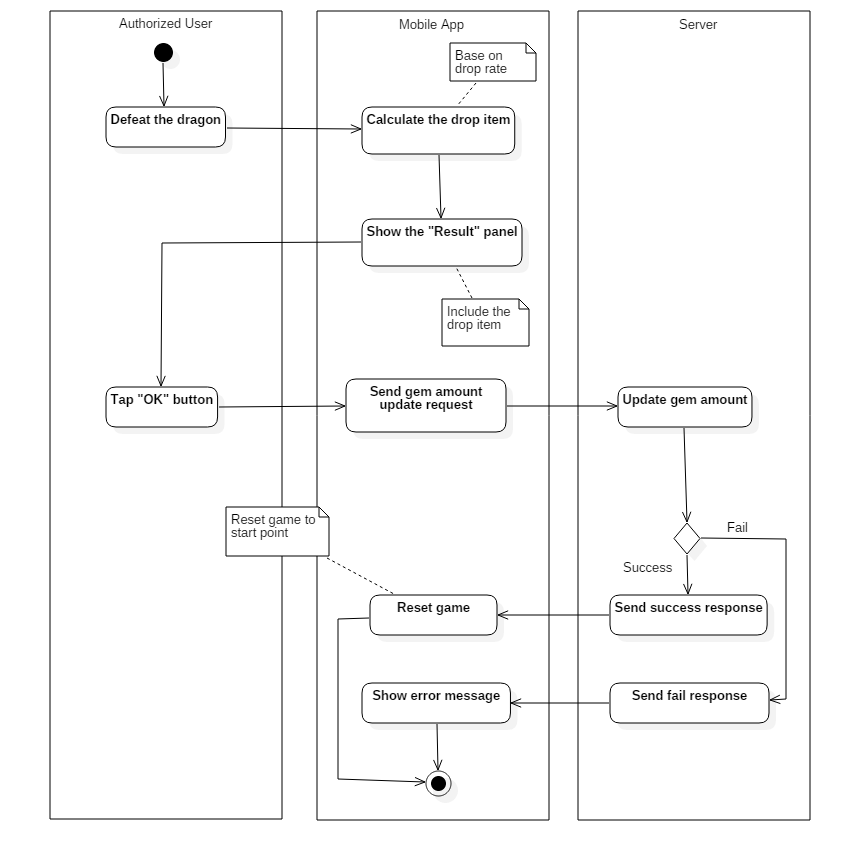 Authorized User
Mobile App
Server
Base on
drop rate
Defeat the dragon
Calculate the drop item
Show the "Result" panel
Include the
drop item
Tap "OK" button
Send gem amount
update request
Update gem amount
Reset game to
start point
Fail
Success
Reset game
Send success response
Show error message
Send fail response